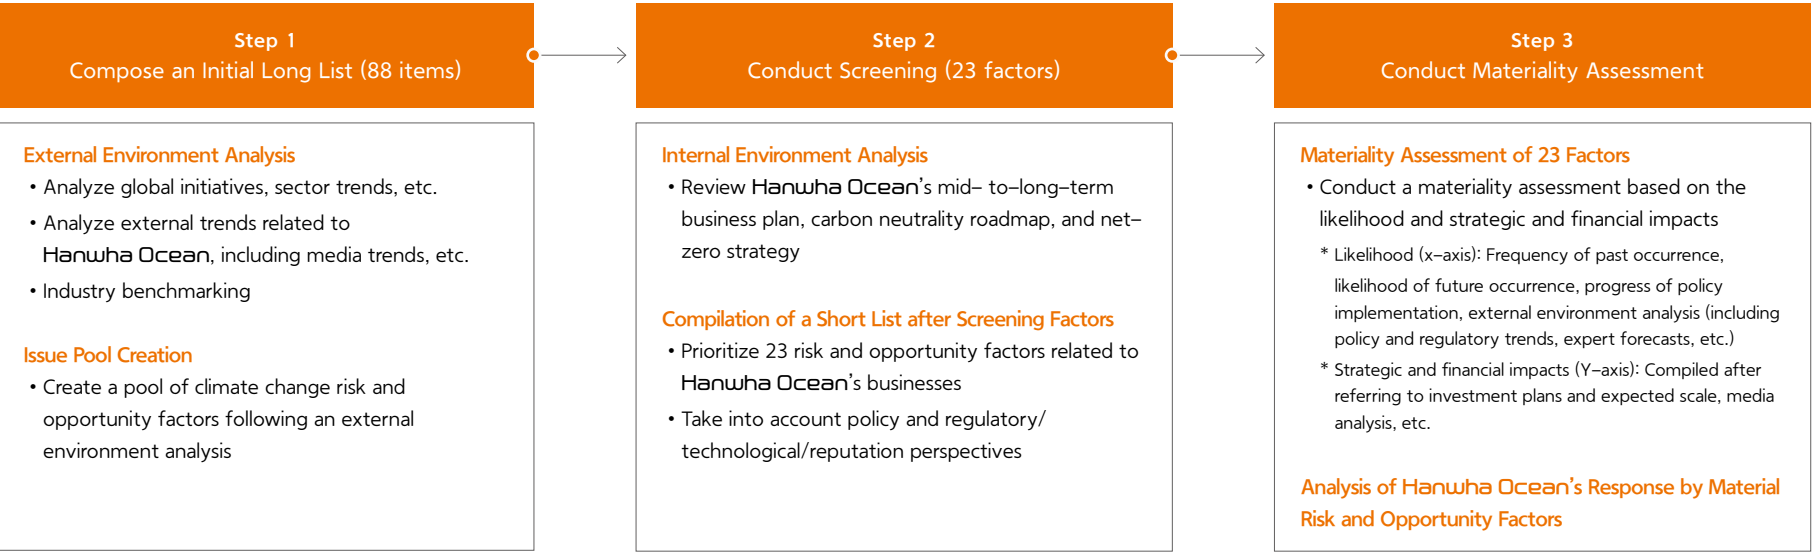 Step 1
Compose an Initial Long List (88 items)
External Environment Analysis
• Analyze global initiatives, sector trends, etc.
• Analyze external trends related to
Hanwha Ocean, including media trends, etc.
• Industry benchmarking
Issue Pool Creation
• Create a pool of climate change risk and
opportunity factors following an external
environment analysis
Step 2
Conduct Screening (23 factors)
Internal Environment Analysis
• Review Hanwha Ocean's mid- to-long-term
business plan, carbon neutrality roadmap, and net-
zero strategy
Compilation of a Short List after Screening Factors
• Prioritize 23 risk and opportunity factors related to
Hanwha Ocean's businesses
• Take into account policy and regulatory/
technological/reputation perspectives
Step 3
Conduct Materiality Assessment
Materiality Assessment of 23 Factors
• Conduct a materiality assessment based on the
likelihood and strategic and financial impacts
* Likelihood (x-axis): Frequency of past occurrence,
likelihood of future occurrence, progress of policy
implementation, external environment analysis (including
policy and regulatory trends, expert forecasts, etc.)
* Strategic and financial impacts (Y-axis): Compiled after
referring to investment plans and expected scale, media
analysis, etc.
Analysis of Hanwha Ocean's Response by Material
Risk and Opportunity Factors